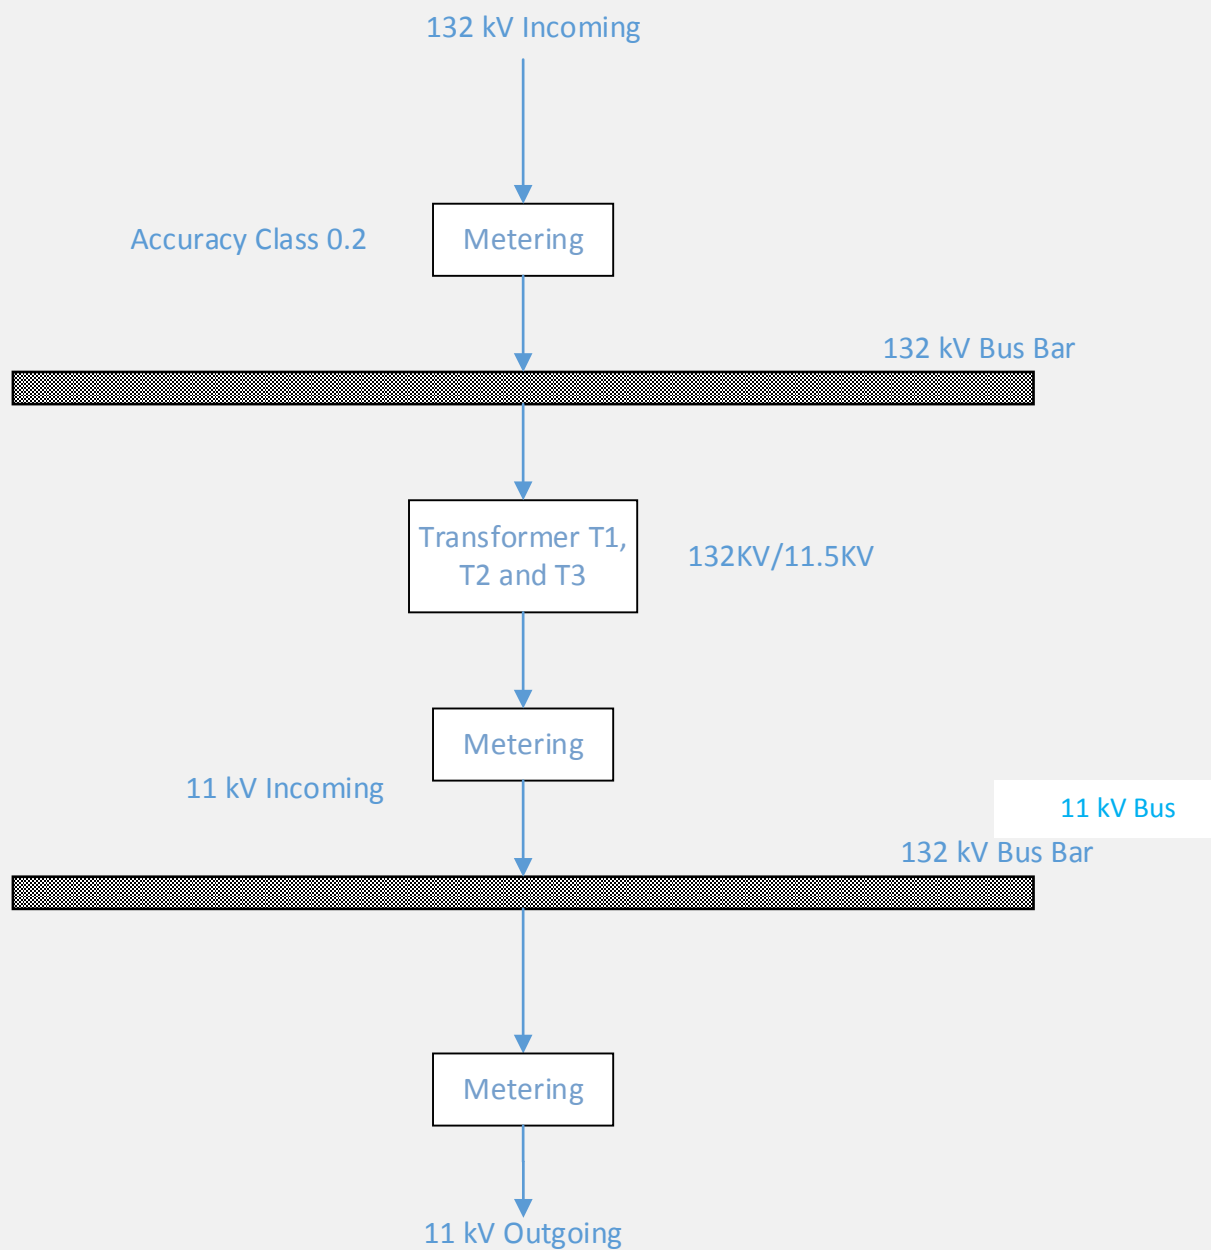 132 kV Incoming
Accuracy Class 0.2
Metering
132 kV Bus Bar
Transformer T1,
T2 and T3
132KV/11.5KV
Metering
11 kV Incoming
11 kV Bus
132 kV Bus Bar
Metering
11 kV Outgoing